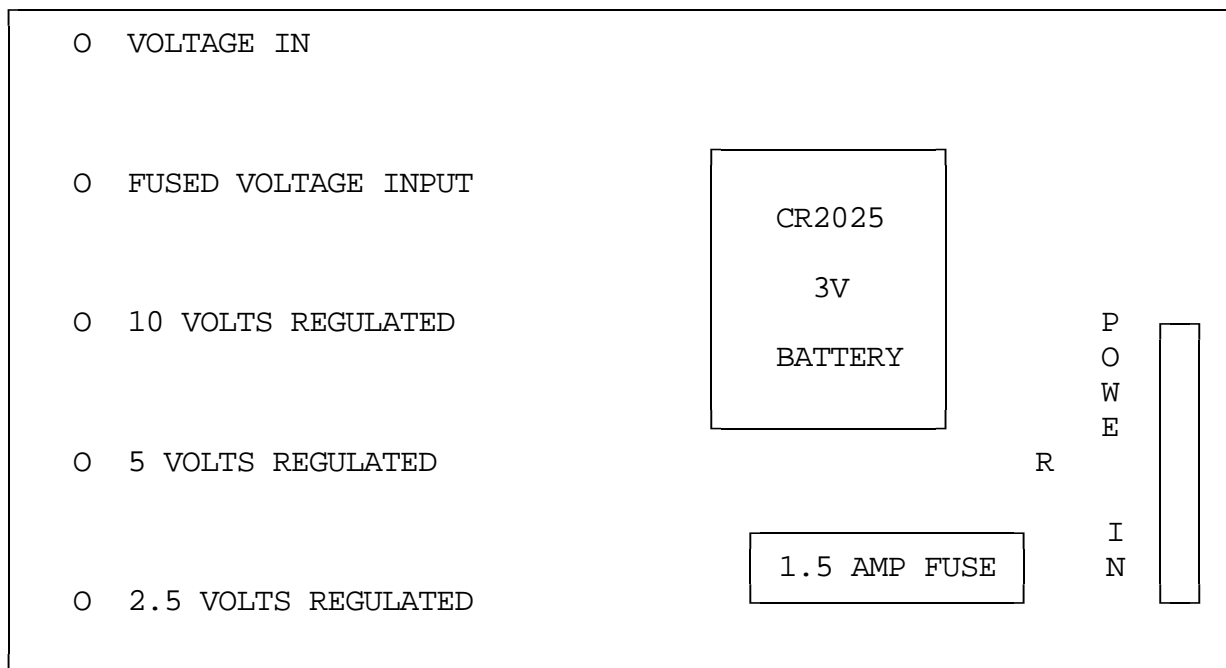 O VOLTAGE IN
O FUSED VOLTAGE INPUT
O 10 VOLTS REGULATED
O 5 VOLTS REGULATED
O 2.5 VOLTS REGULATED
CR2025
3V
BATTERY
1.5 AMP FUSE
P
O
W
E
R
I
N